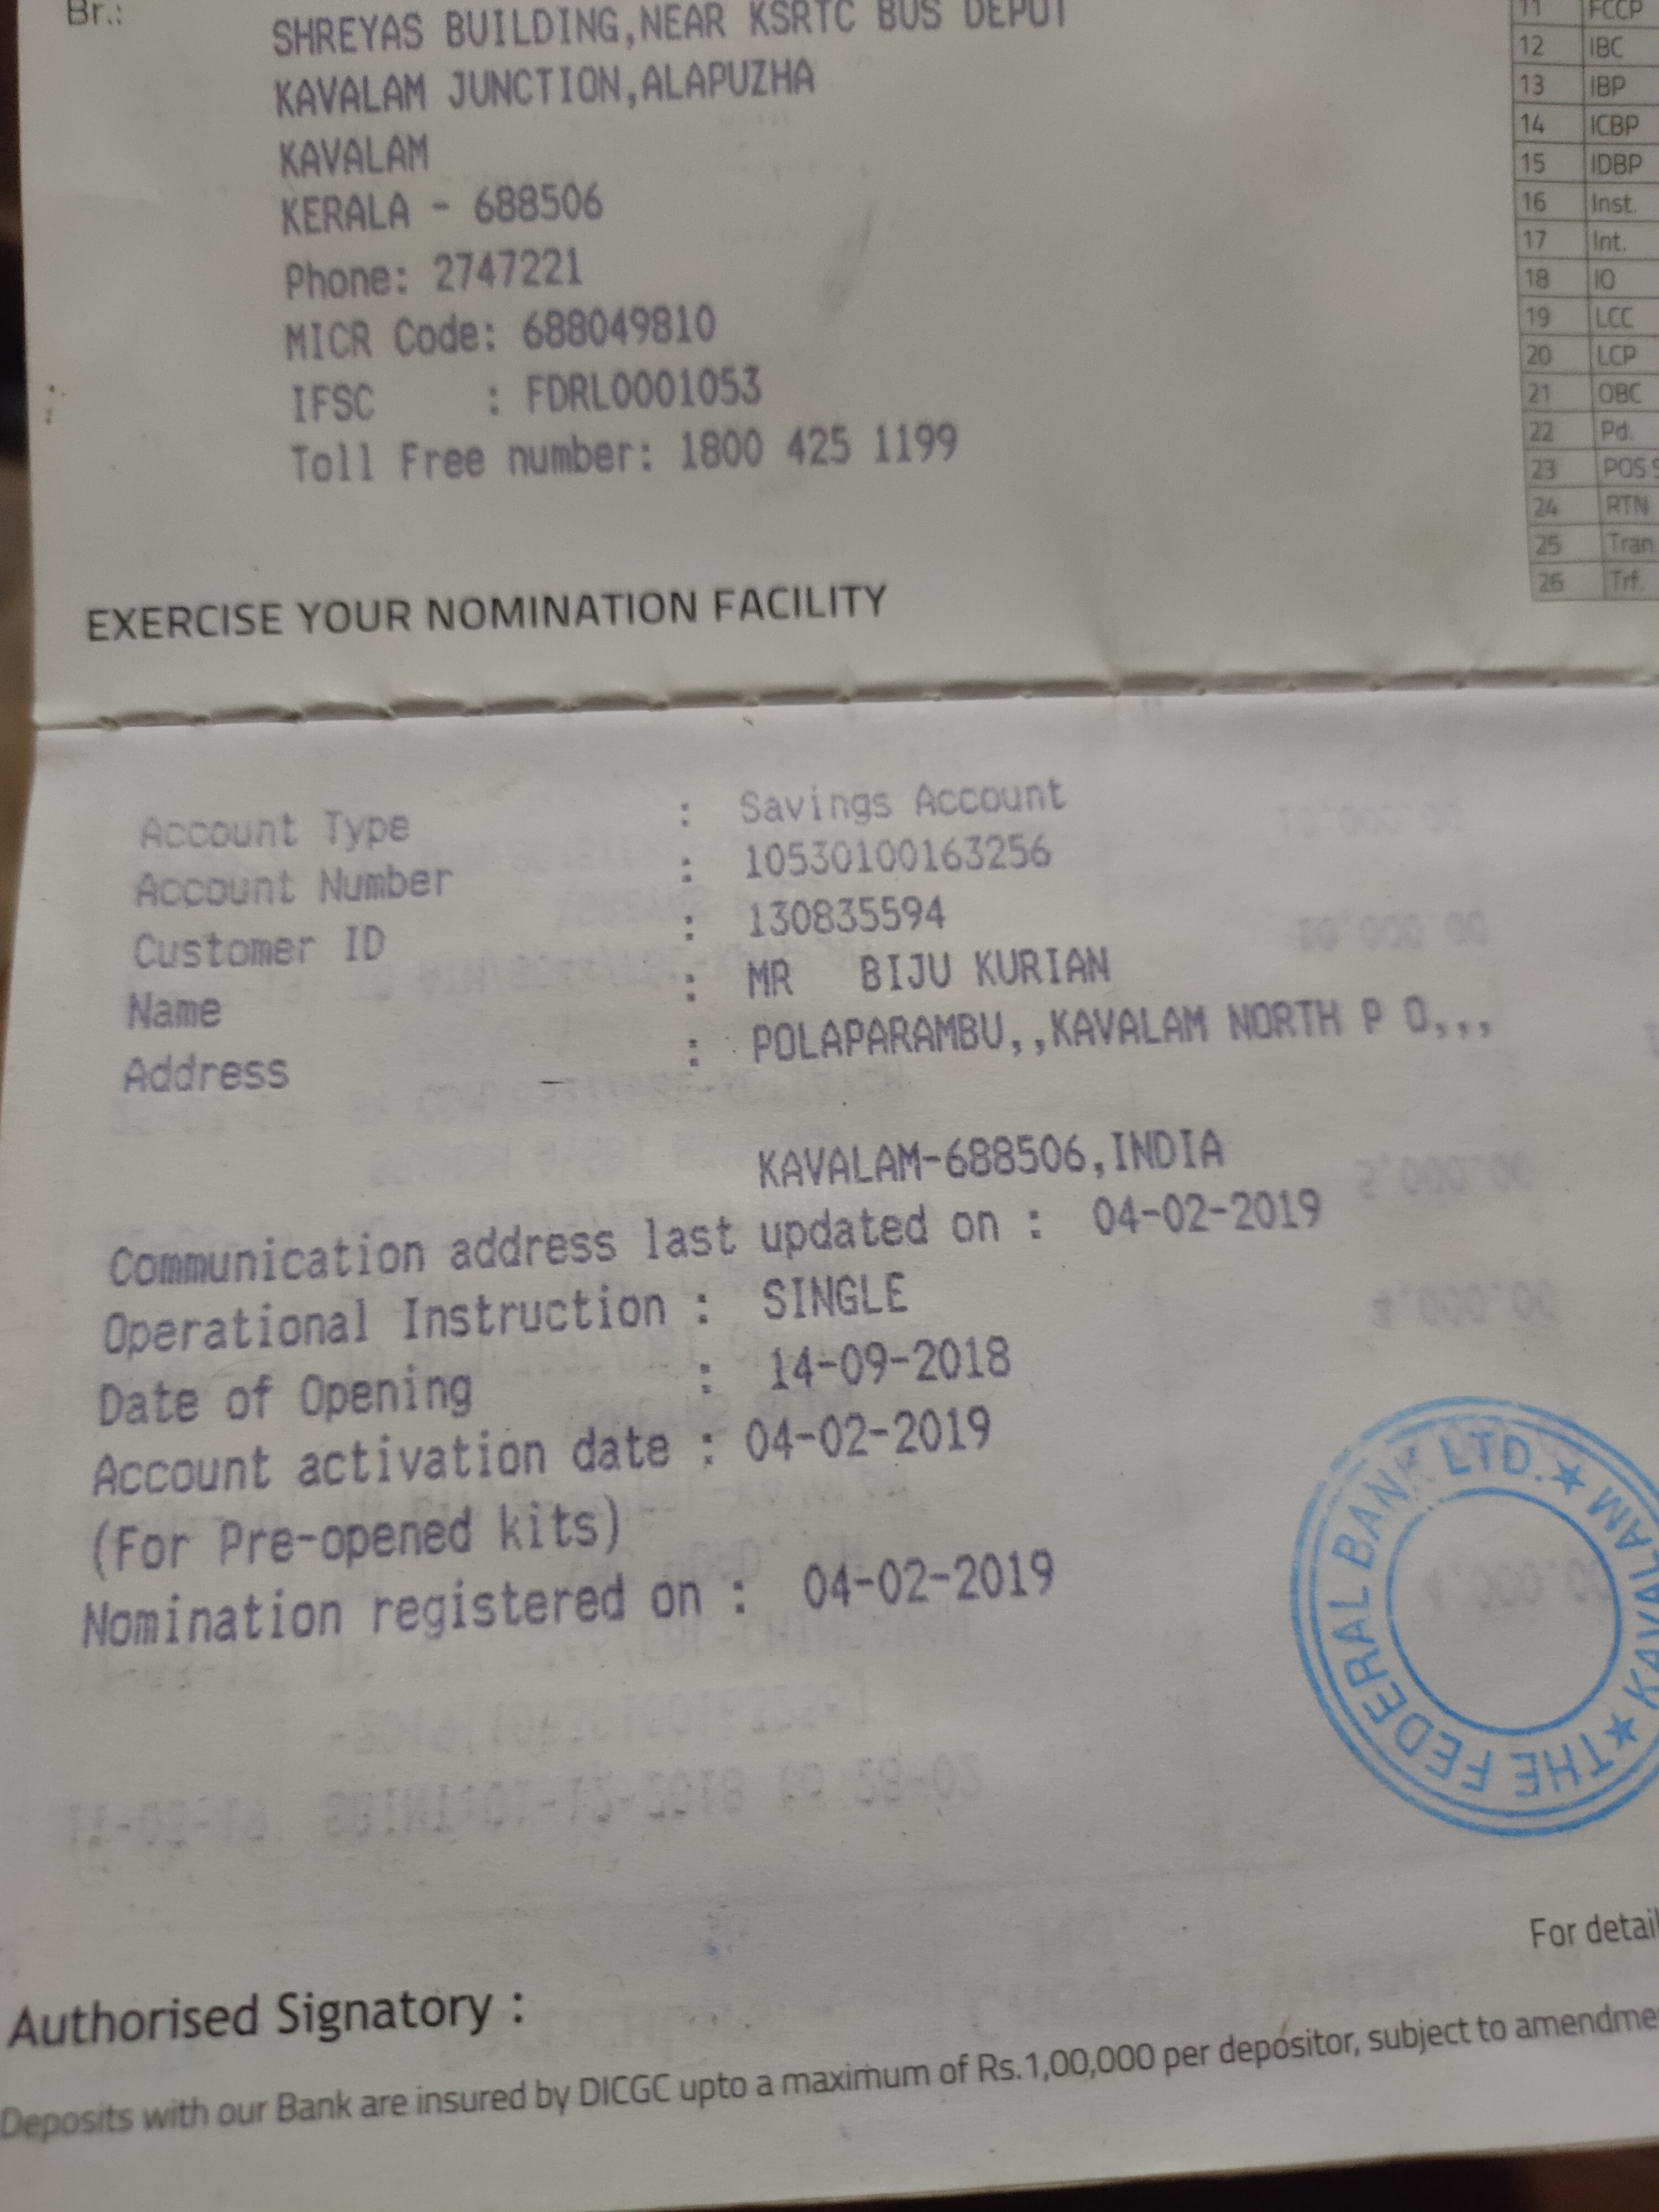 Br.:
SHREYAS BUILDING,NEAR KSRTC BUS DEPOT
KAVALAM JUNCTION,ALAPUZHA
KAVALAM
KERALA - 688506
Phone: 2747221
MICR Code: 688049810
IFSC : FDRL0001053
Toll Free number: 1800 425 1199
11 FCCP
12 IBC
13 IBP
14 ICBP
15 IDBP
16 Inst.
17 Int.
18 IO
19 LCC
20 LCP
21 OBC
22 Pd.
23 POS S
24 RTN
25 Tran.
26 Trf.
EXERCISE YOUR NOMINATION FACILITY
Account Type : Savings Account
Account Number : 10530100163256
Customer ID : 130835594
Name : MR BIJU KURIAN
Address : POLAPARAMBU,,KAVALAM NORTH P O,,,
KAVALAM-688506,INDIA
Communication address last updated on : 04-02-2019
Operational Instruction : SINGLE
Date of Opening : 14-09-2018
Account activation date : 04-02-2019
(For Pre-opened kits)
Nomination registered on : 04-02-2019
THE FEDERAL BANK LTD. ★ KAVALAM ★
For detail
Authorised Signatory :
Deposits with our Bank are insured by DICGC upto a maximum of Rs.1,00,000 per depositor, subject to amendme